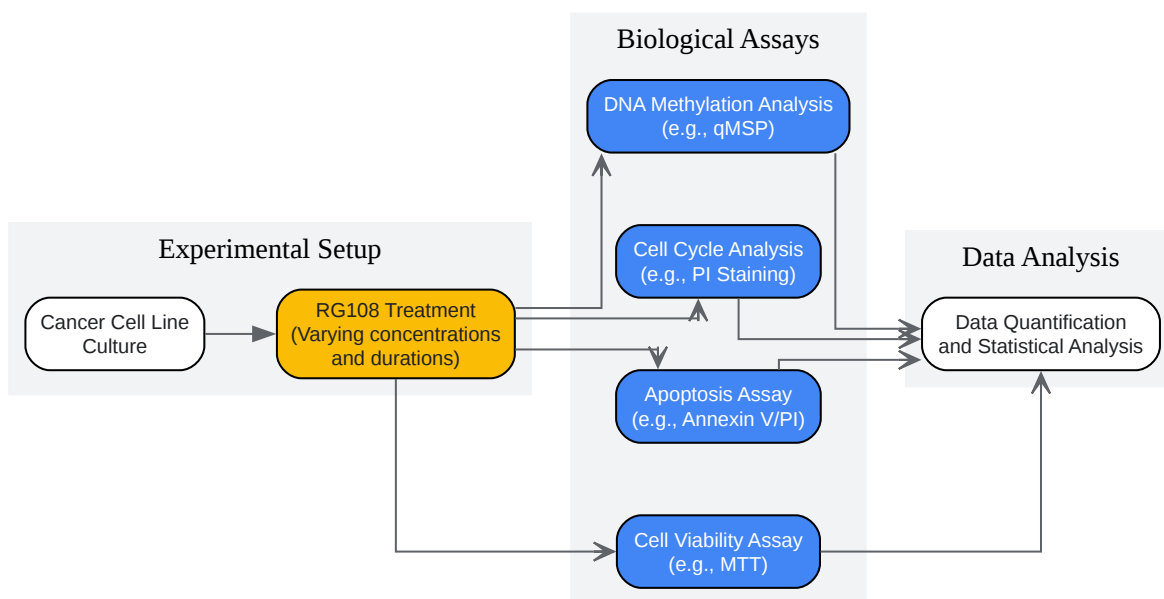 Experimental Setup
Cancer Cell Line
Culture
RG108 Treatment
(Varying concentrations
and durations)
Biological Assays
DNA Methylation Analysis
(e.g., qMSP)
Cell Cycle Analysis
(e.g., PI Staining)
Apoptosis Assay
(e.g., Annexin V/PI)
Cell Viability Assay
(e.g., MTT)
Data Analysis
Data Quantification
and Statistical Analysis